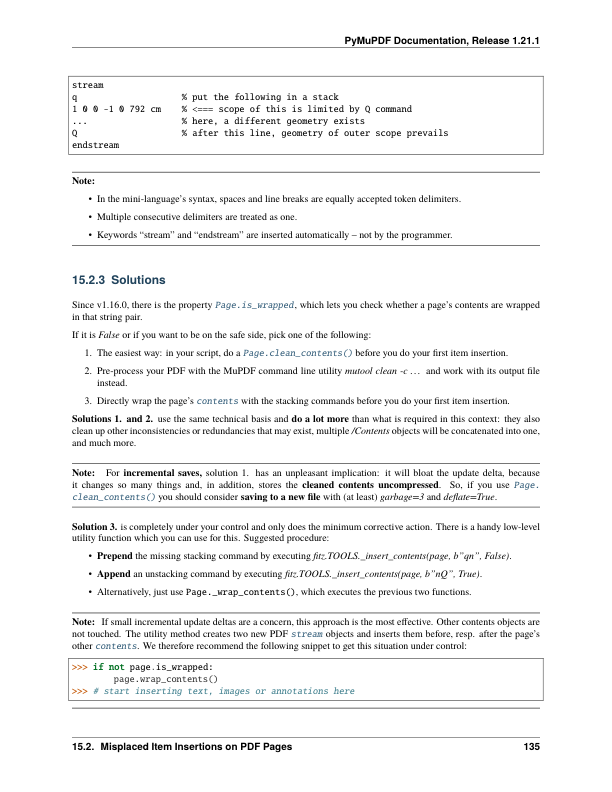 PyMuPDF Documentation, Release 1.21.1
stream
q % put the following in a stack
1 0 0 -1 0 792 cm % <=== scope of this is limited by Q command
... % here, a different geometry exists
Q % after this line, geometry of outer scope prevails
endstream
Note:
• In the mini-language's syntax, spaces and line breaks are equally accepted token delimiters.
• Multiple consecutive delimiters are treated as one.
• Keywords “stream” and “endstream” are inserted automatically – not by the programmer.
15.2.3 Solutions
Since v1.16.0, there is the property Page.is_wrapped, which lets you check whether a page's contents are wrapped
in that string pair.
If it is False or if you want to be on the safe side, pick one of the following:
1. The easiest way: in your script, do a Page.clean_contents() before you do your first item insertion.
2. Pre-process your PDF with the MuPDF command line utility mutool clean -c … and work with its output file
instead.
3. Directly wrap the page's contents with the stacking commands before you do your first item insertion.
Solutions 1. and 2. use the same technical basis and do a lot more than what is required in this context: they also
clean up other inconsistencies or redundancies that may exist, multiple /Contents objects will be concatenated into one,
and much more.
Note: For incremental saves, solution 1. has an unpleasant implication: it will bloat the update delta, because
it changes so many things and, in addition, stores the cleaned contents uncompressed. So, if you use Page.
clean_contents() you should consider saving to a new file with (at least) garbage=3 and deflate=True.
Solution 3. is completely under your control and only does the minimum corrective action. There is a handy low-level
utility function which you can use for this. Suggested procedure:
• Prepend the missing stacking command by executing fitz.TOOLS._insert_contents(page, b”qn”, False).
• Append an unstacking command by executing fitz.TOOLS._insert_contents(page, b”nQ”, True).
• Alternatively, just use Page._wrap_contents(), which executes the previous two functions.
Note: If small incremental update deltas are a concern, this approach is the most effective. Other contents objects are
not touched. The utility method creates two new PDF stream objects and inserts them before, resp. after the page's
other contents. We therefore recommend the following snippet to get this situation under control:
>>> if not page.is_wrapped:
page.wrap_contents()
>>> # start inserting text, images or annotations here
15.2. Misplaced Item Insertions on PDF Pages 135